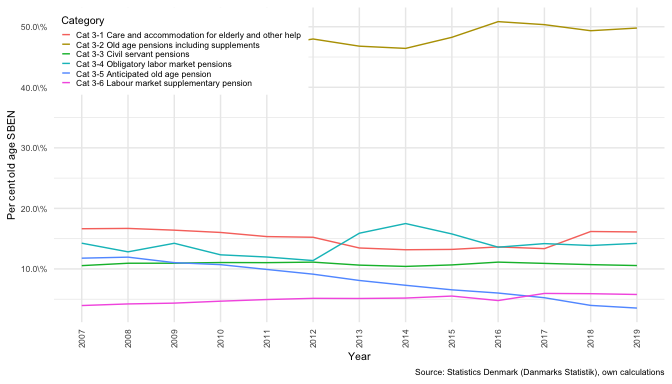 Category
Cat 3-1 Care and accommodation for elderly and other help
Cat 3-2 Old age pensions including supplements
Cat 3-3 Civil servant pensions
Cat 3-4 Obligatory labor market pensions
Cat 3-5 Anticipated old age pension
Cat 3-6 Labour market supplementary pension
50.0\%
40.0\%
30.0\%
20.0\%
10.0\%
Per cent old age SBEN
2007 2008 2009 2010 2011 2012 2013 2014 2015 2016 2017 2018 2019
Year
Source: Statistics Denmark (Danmarks Statistik), own calculations